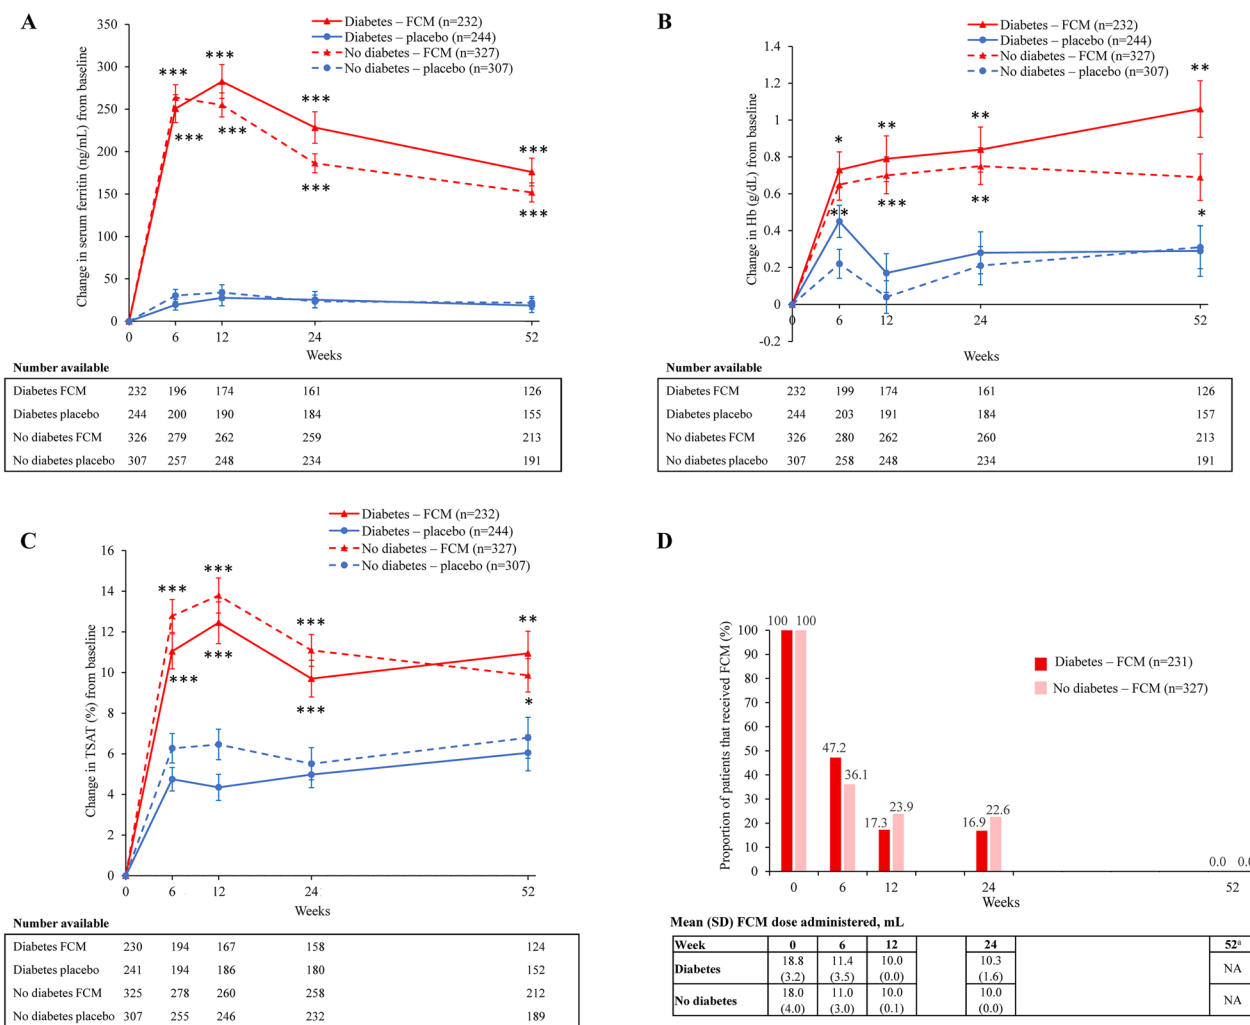 A
Diabetes – FCM (n=232)
Diabetes – placebo (n=244)
No diabetes – FCM (n=327)
No diabetes – placebo (n=307)
Change in serum ferritin (ng/mL) from baseline
350
300
250
200
150
100
50
0
*** *** *** ***
*** *** *** ***
0 6 12 24 52
Weeks
Number available
Diabetes FCM 232 196 174 161 126
Diabetes placebo 244 200 190 184 155
No diabetes FCM 326 279 262 259 213
No diabetes placebo 307 257 248 234 191
B
Diabetes – FCM (n=232)
Diabetes – placebo (n=244)
No diabetes – FCM (n=327)
No diabetes – placebo (n=307)
Change in Hb (g/dL) from baseline
1.4
1.2
1
0.8
0.6
0.4
0.2
0
-0.2
* ** ** **
** *** ** *
0 6 12 24 52
Weeks
Number available
Diabetes FCM 232 199 174 161 126
Diabetes placebo 244 203 191 184 157
No diabetes FCM 326 280 262 260 213
No diabetes placebo 307 258 248 234 191
C
Diabetes – FCM (n=232)
Diabetes – placebo (n=244)
No diabetes – FCM (n=327)
No diabetes – placebo (n=307)
Change in TSAT (%) from baseline
16
14
12
10
8
6
4
2
0
*** *** *** **
*** *** *** *
0 6 12 24 52
Weeks
Number available
Diabetes FCM 230 194 167 158 124
Diabetes placebo 241 194 186 180 152
No diabetes FCM 325 278 260 258 212
No diabetes placebo 307 255 246 232 189
D
Proportion of patients that received FCM (%)
100
90
80
70
60
50
40
30
20
10
0
Diabetes – FCM (n=231)
No diabetes – FCM (n=327)
100 100
47.2 36.1
17.3 23.9
16.9 22.6
0.0
0 6 12 24 52
Weeks
Mean (SD) FCM dose administered, mL
Week 0 6 12 24 52ᵃ
Diabetes 18.8 (3.2) 11.4 (3.5) 10.0 (0.0) 10.3 (1.6) NA
No diabetes 18.0 (4.0) 11.0 (3.0) 10.0 (0.1) 10.0 (0.0) NA